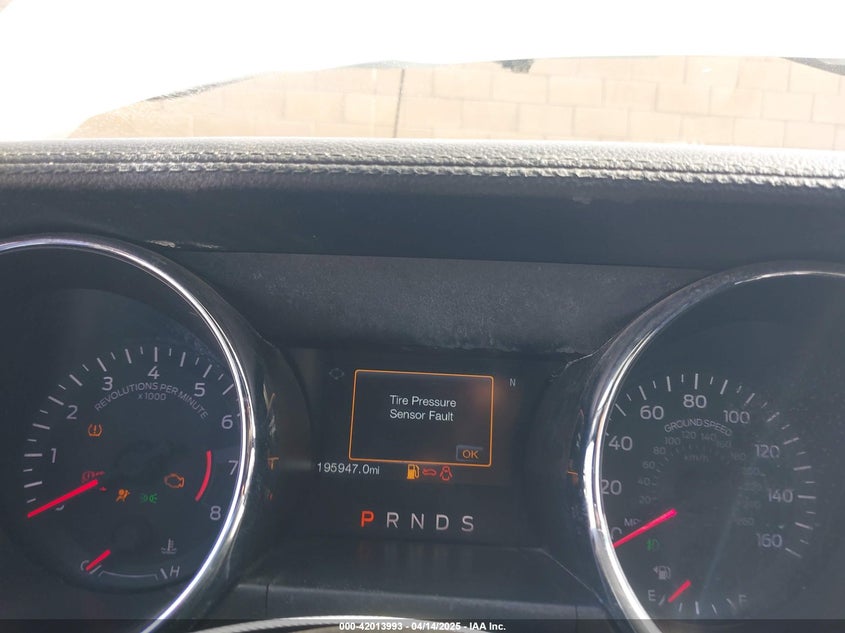 Tire Pressure
Sensor Fault
OK
N
195947.0mi
P R N D S
1 2 3 4 5 6 7 8
REVOLUTIONS PER MINUTE
x1000
H
20 40 60 80 100 120 140 160
GROUND SPEED
km/h
E F
000-42013993 - 04/14/2025 - IAA Inc.